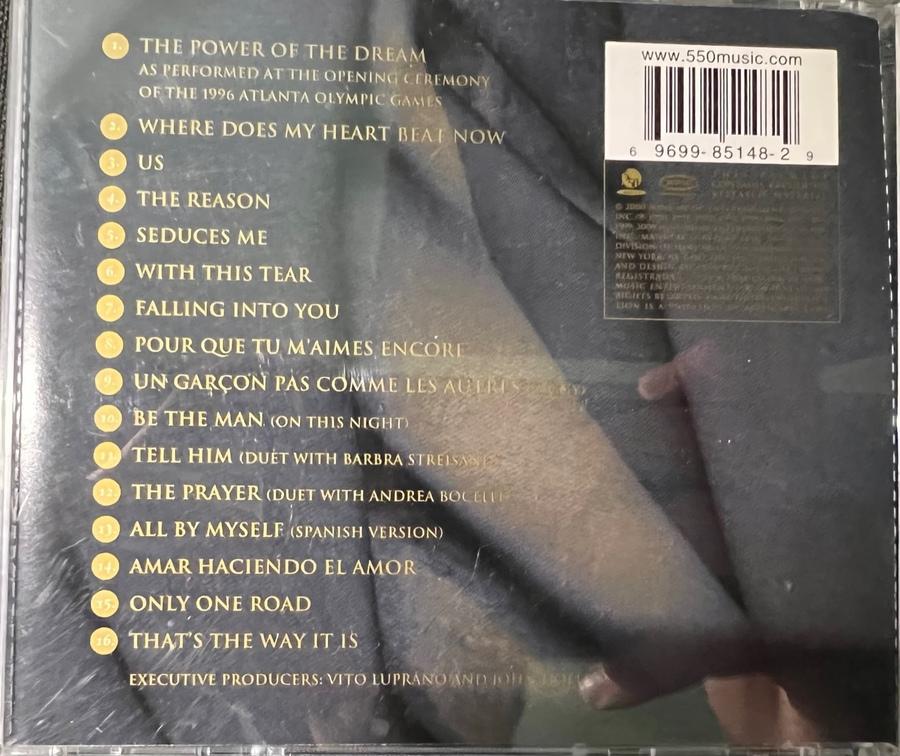 1. THE POWER OF THE DREAM
AS PERFORMED AT THE OPENING CEREMONY
OF THE 1996 ATLANTA OLYMPIC GAMES
2. WHERE DOES MY HEART BEAT NOW
3. US
4. THE REASON
5. SEDUCES ME
6. WITH THIS TEAR
7. FALLING INTO YOU
8. POUR QUE TU M'AIMES ENCORE
9. UN GARÇON PAS COMME LES AUTRES
10. BE THE MAN (ON THIS NIGHT)
11. TELL HIM (DUET WITH BARBRA STREISAND)
12. THE PRAYER (DUET WITH ANDREA BOCELLI)
13. ALL BY MYSELF (SPANISH VERSION)
14. AMAR HACIENDO EL AMOR
15. ONLY ONE ROAD
16. THAT'S THE WAY IT IS
EXECUTIVE PRODUCERS: VITO LUPRANO AND JOHN
www.550music.com
6 9699-85148-2 9
NEW YORK
AND DESIGN